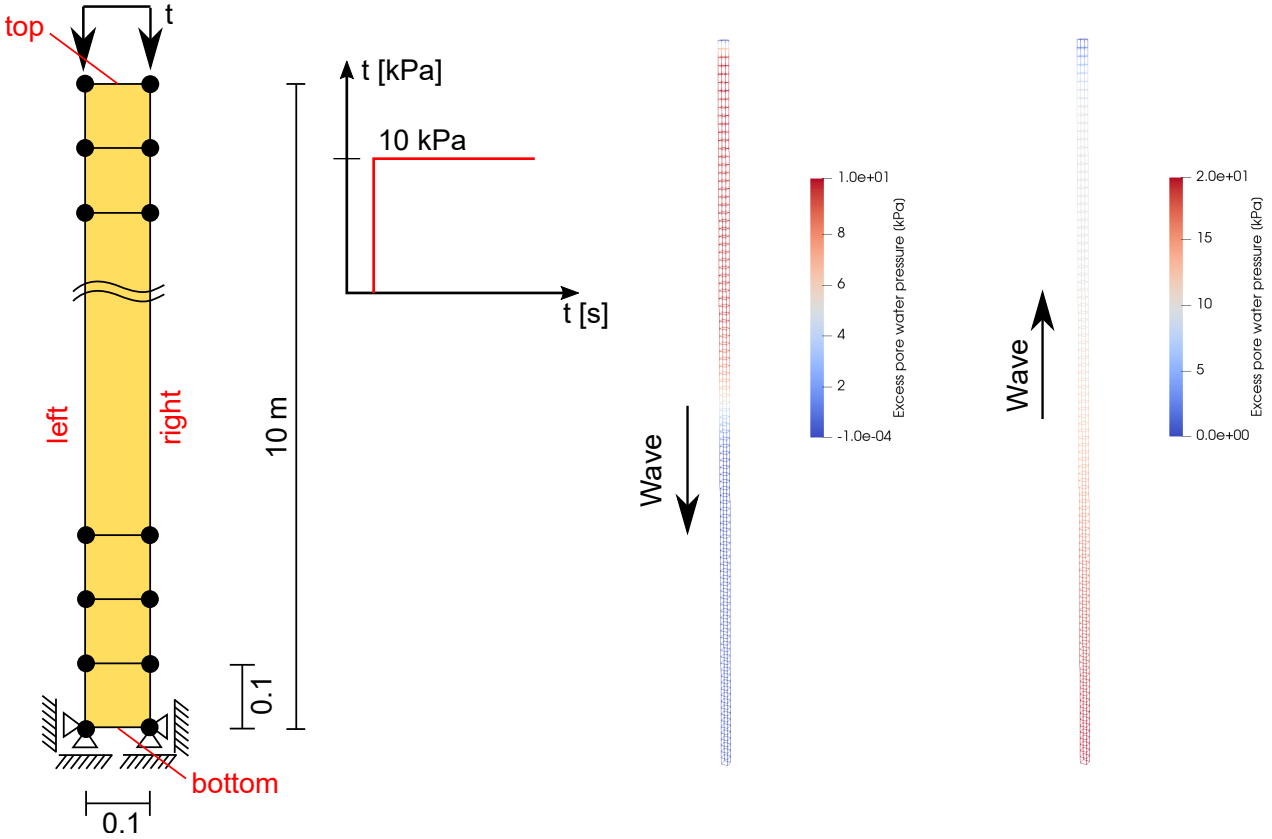 top
t
t [kPa]
10 kPa
t [s]
left
right
10 m
0.1
bottom
0.1
Wave
1.0e+01
8
6
4
2
-1.0e-04
Excess pore water pressure (kPa)
Wave
2.0e+01
15
10
5
0.0e+00
Excess pore water pressure (kPa)